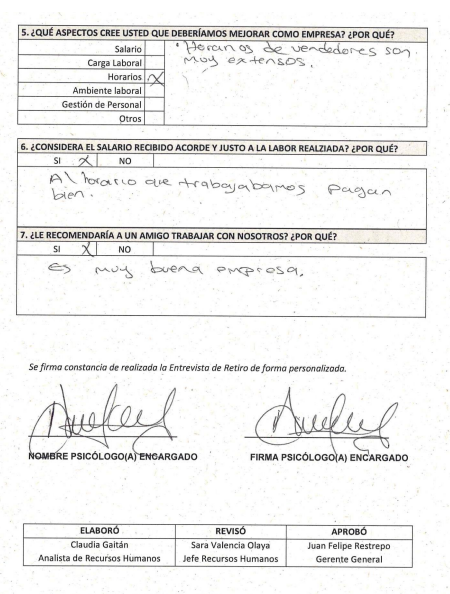 5. ¿QUÉ ASPECTOS CREE USTED QUE DEBERÍAMOS MEJORAR COMO EMPRESA? ¿POR QUÉ?
Salario
Carga Laboral
Horarios X
Ambiente laboral
Gestión de Personal
Otros
• Horarios de vendedores son
muy extensos.
6. ¿CONSIDERA EL SALARIO RECIBIDO ACORDE Y JUSTO A LA LABOR REALZIADA? ¿POR QUÉ?
SI X NO
Al horario que trabajabamos pagan
bien.
7. ¿LE RECOMENDARÍA A UN AMIGO TRABAJAR CON NOSOTROS? ¿POR QUÉ?
SI X NO
Es muy buena empresa.
Se firma constancia de realizada la Entrevista de Retiro de forma personalizada.
NOMBRE PSICÓLOGO(A) ENCARGADO FIRMA PSICÓLOGO(A) ENCARGADO
ELABORÓ REVISÓ APROBÓ
Claudia Gaitán Sara Valencia Olaya Juan Felipe Restrepo
Analista de Recursos Humanos Jefe Recursos Humanos Gerente General